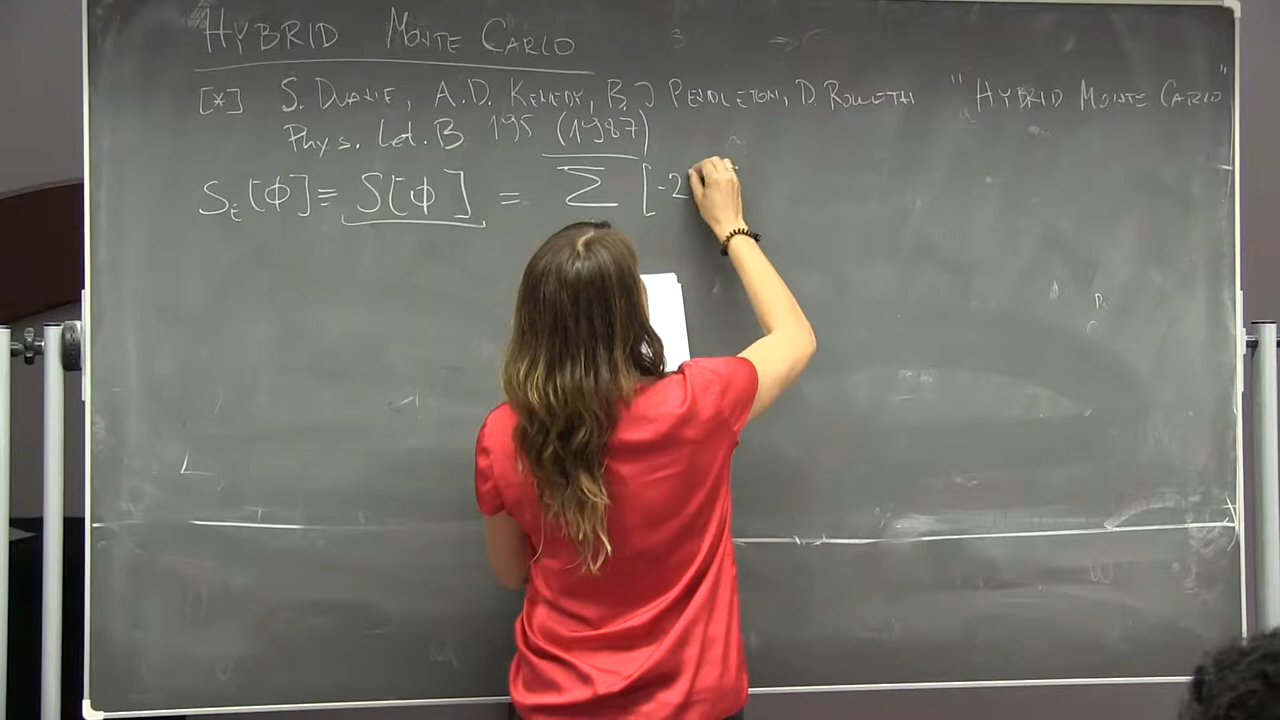 HYBRID MONTE CARLO
[*] S. DUANE, A.D. KENEDY, B. J PENDLETON, D. ROWETH "HYBRID MONTE CARLO"
Phys. Let. B 195 (1987)
S_E[ϕ] ≡ S[ϕ] = Σ [-2